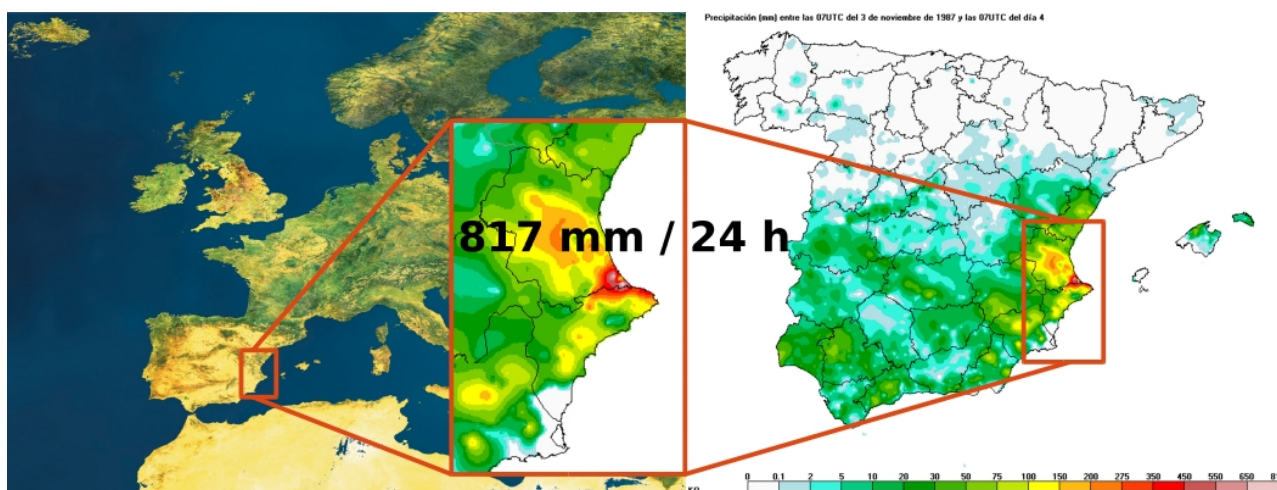 Precipitación (mm) entre las 07UTC del 3 de noviembre de 1987 y las 07UTC del día 4
817 mm / 24 h
0 0.1 2 5 10 20 30 50 75 100 150 200 275 350 450 550 650